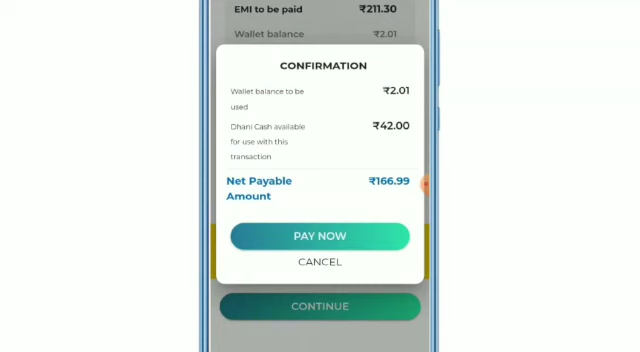 EMI to be paid ₹211.30
Wallet balance ₹2.01
CONFIRMATION
Wallet balance to be used ₹2.01
Dhani Cash available for use with this transaction ₹42.00
Net Payable Amount ₹166.99
PAY NOW
CANCEL
CONTINUE